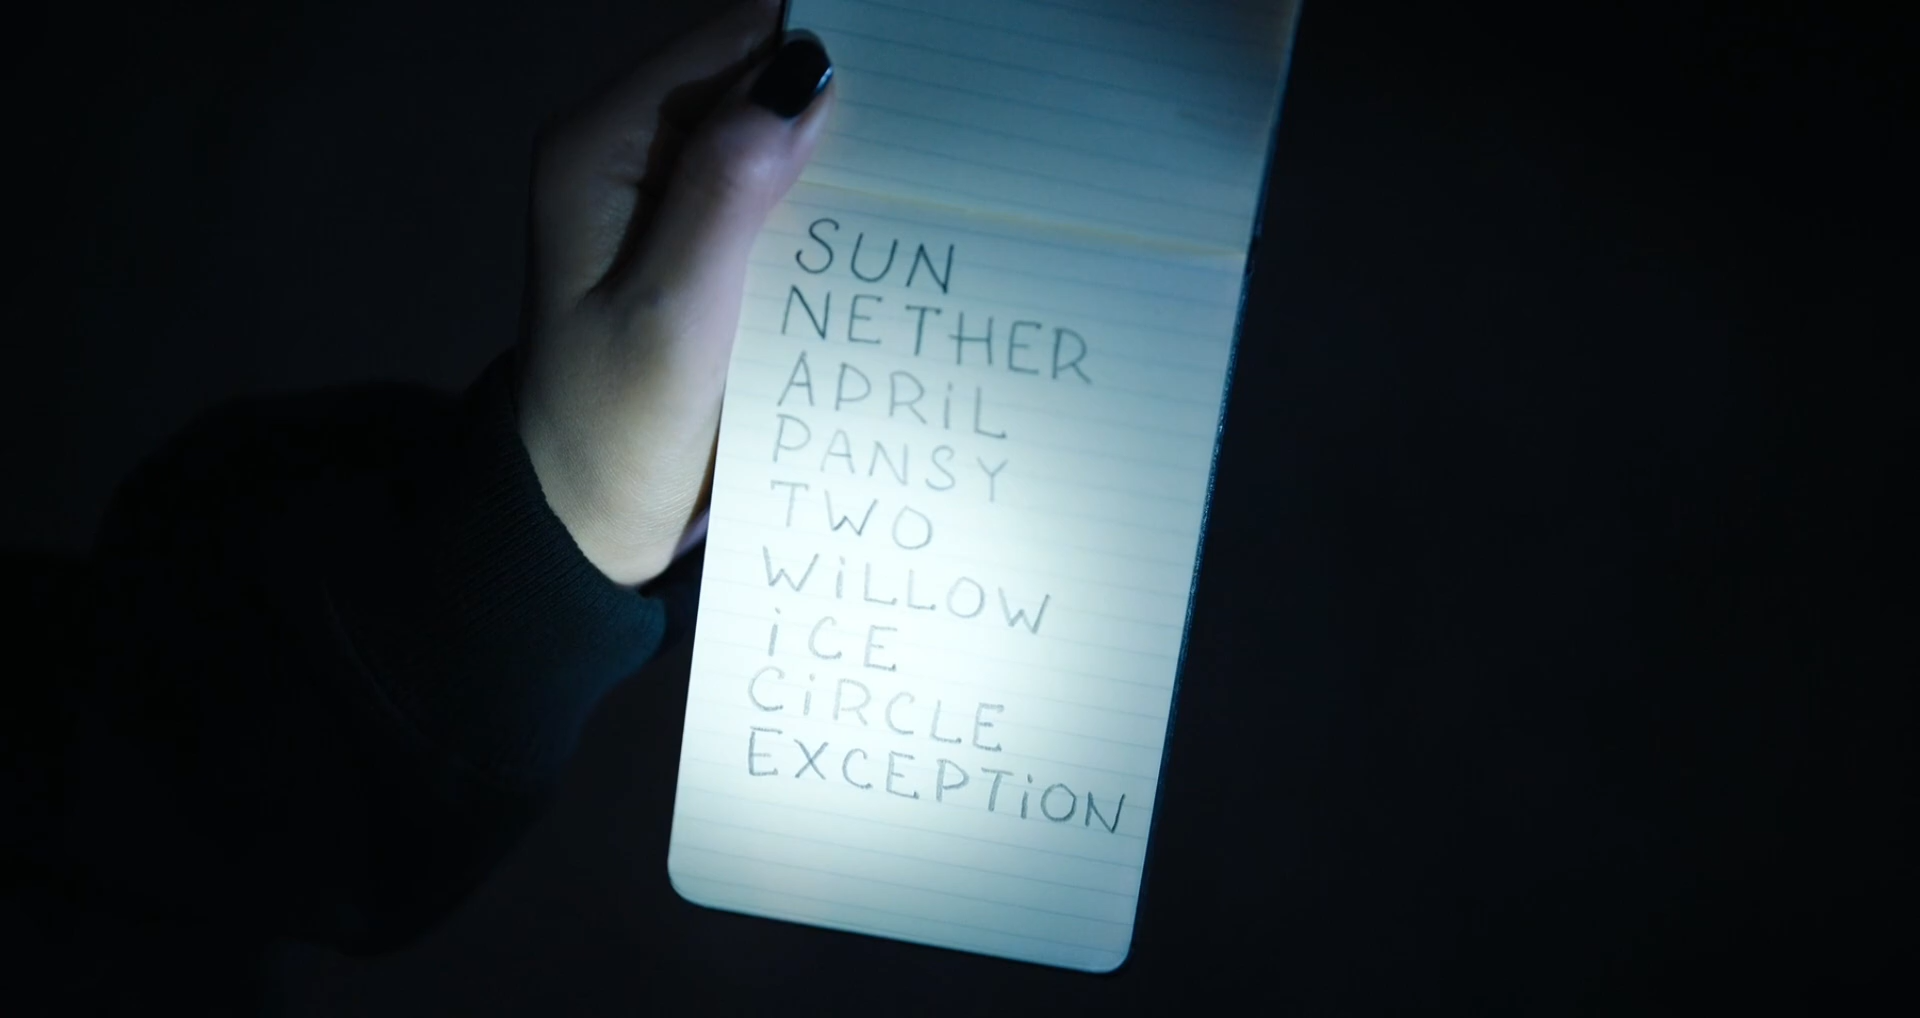 SUN
NETHER
APRiL
PANSY
TWO
WiLLOW
iCE
CiRCLE
EXCEPTiON